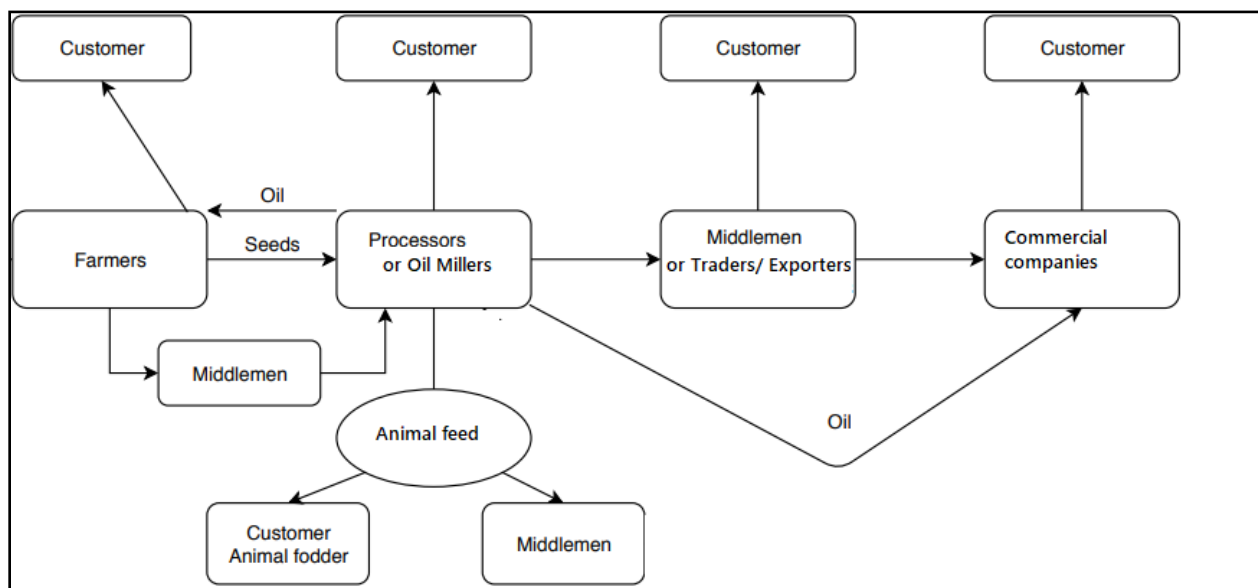 Customer
Customer
Customer
Customer
Oil
Farmers
Seeds
Processors
or Oil Millers
Middlemen
or Traders/ Exporters
Commercial
companies
Middlemen
Animal feed
Oil
Customer
Animal fodder
Middlemen